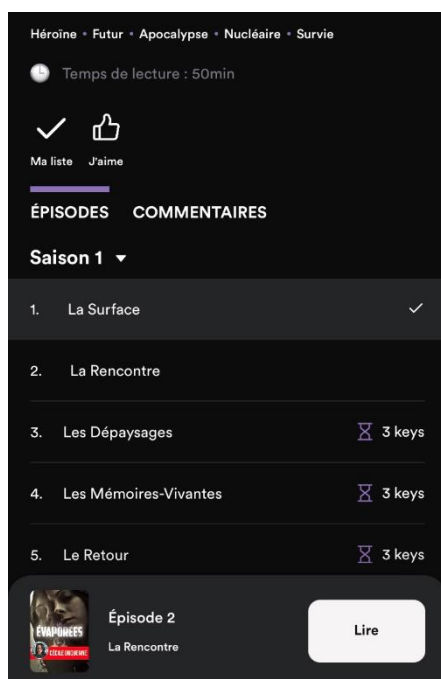 Héroïne • Futur • Apocalypse • Nucléaire • Survie
Temps de lecture : 50min
Ma liste J'aime
ÉPISODES COMMENTAIRES
Saison 1
1. La Surface
2. La Rencontre
3. Les Dépaysages 3 keys
4. Les Mémoires-Vivantes 3 keys
5. Le Retour 3 keys
ÉVAPORÉES
Épisode 2
La Rencontre
Lire